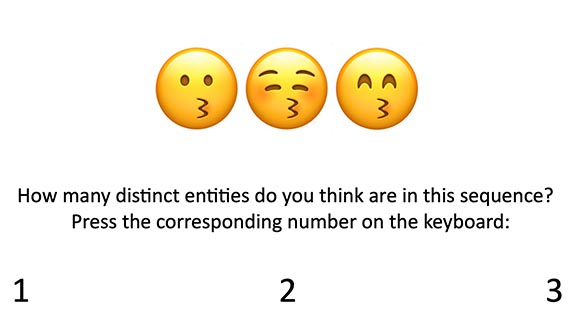 How many distinct entities do you think are in this sequence?
Press the corresponding number on the keyboard:
1 2 3